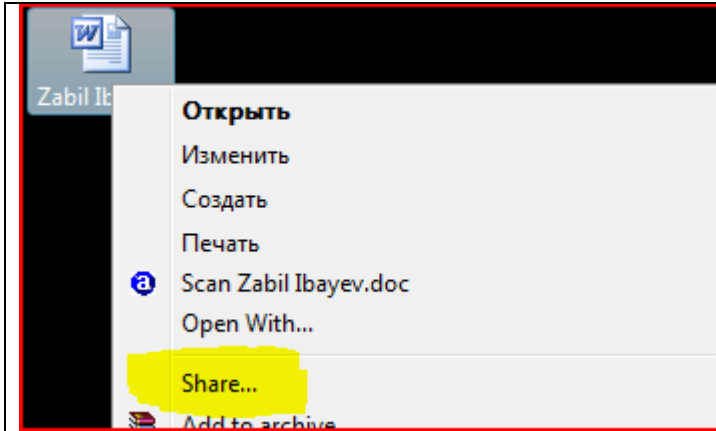 Zabil Ib
Открыть
Изменить
Создать
Печать
Scan Zabil Ibayev.doc
Open With...
Share...
Add to archive